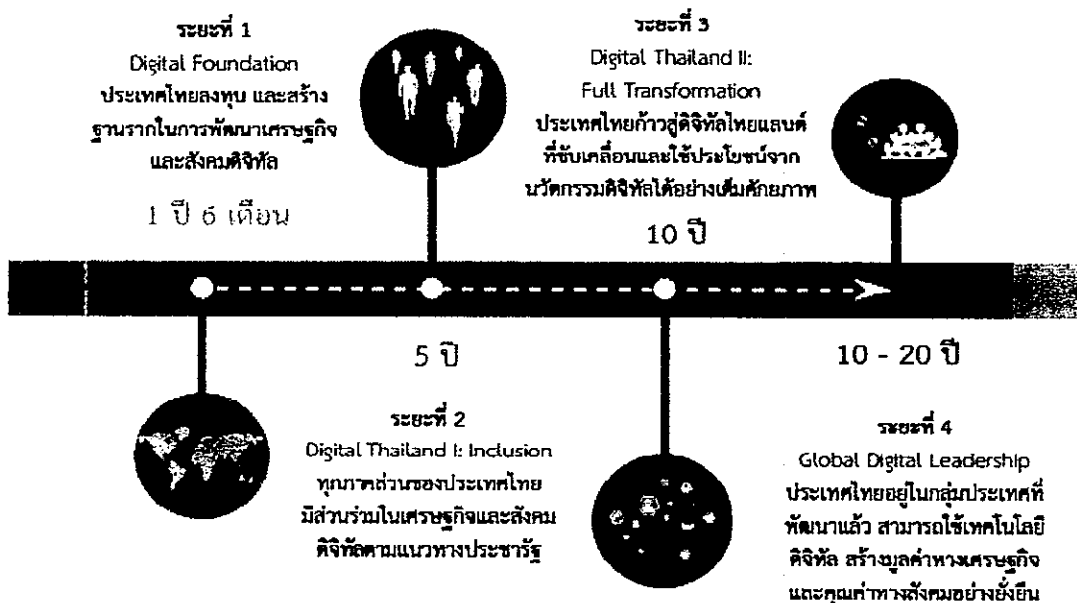 ระยะที่ 1
Digital Foundation
ประเทศไทยลงทุน และสร้าง
ฐานรากในการพัฒนาเศรษฐกิจ
และสังคมดิจิทัล
1 ปี 6 เดือน
ระยะที่ 2
Digital Thailand I: Inclusion
ทุกภาคส่วนของประเทศไทย
มีส่วนร่วมในเศรษฐกิจและสังคม
ดิจิทัลตามแนวทางประชารัฐ
5 ปี
ระยะที่ 3
Digital Thailand II:
Full Transformation
ประเทศไทยก้าวสู่ดิจิทัลไทยแลนด์
ที่ขับเคลื่อนและใช้ประโยชน์จาก
นวัตกรรมดิจิทัลได้อย่างเต็มศักยภาพ
10 ปี
10 - 20 ปี
ระยะที่ 4
Global Digital Leadership
ประเทศไทยอยู่ในกลุ่มประเทศที่
พัฒนาแล้ว สามารถใช้เทคโนโลยี
ดิจิทัล สร้างมูลค่าทางเศรษฐกิจ
และคุณค่าทางสังคมอย่างยั่งยืน